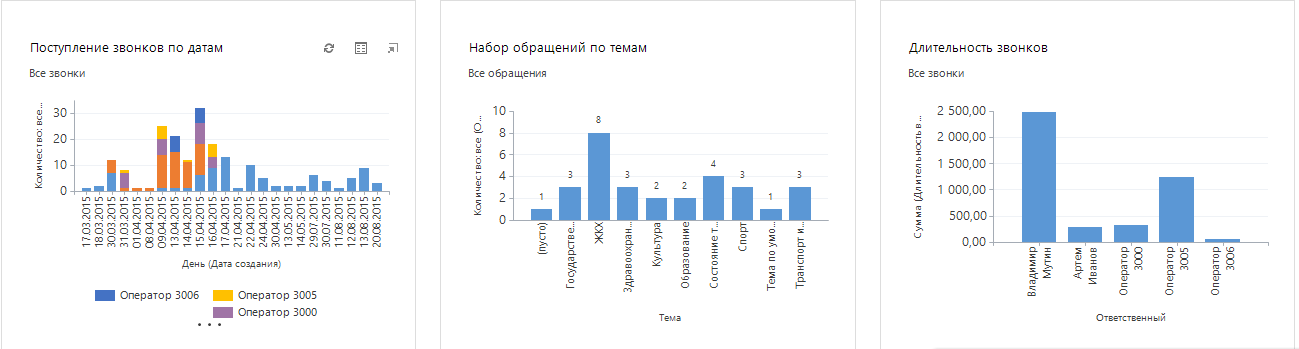 Поступление звонков по датам
Все звонки
Количество: все...
30
20
10
0
17.03.2015
18.03.2015
30.03.2015
31.03.2015
01.04.2015
08.04.2015
09.04.2015
13.04.2015
14.04.2015
15.04.2015
16.04.2015
17.04.2015
21.04.2015
22.04.2015
24.04.2015
30.04.2015
13.05.2015
14.05.2015
29.07.2015
30.07.2015
11.08.2015
12.08.2015
13.08.2015
20.08.2015
День (Дата создания)
Оператор 3006
Оператор 3005
Оператор 3000
Набор обращений по темам
Все обращения
Количество: все (О...
10
8
6
4
2
0
1
3
8
3
2
2
4
3
1
3
(пусто)
Государстве...
ЖКХ
Здравоохран...
Культура
Образование
Состояние т...
Спорт
Тема по умо...
Транспорт и...
Тема
Длительность звонков
Все звонки
Сумма (Длительность в...
2 500,00
2 000,00
1 500,00
1 000,00
500,00
0,00
Владимир
Мутин
Артем
Иванов
Оператор
3000
Оператор
3005
Оператор
3006
Ответственный